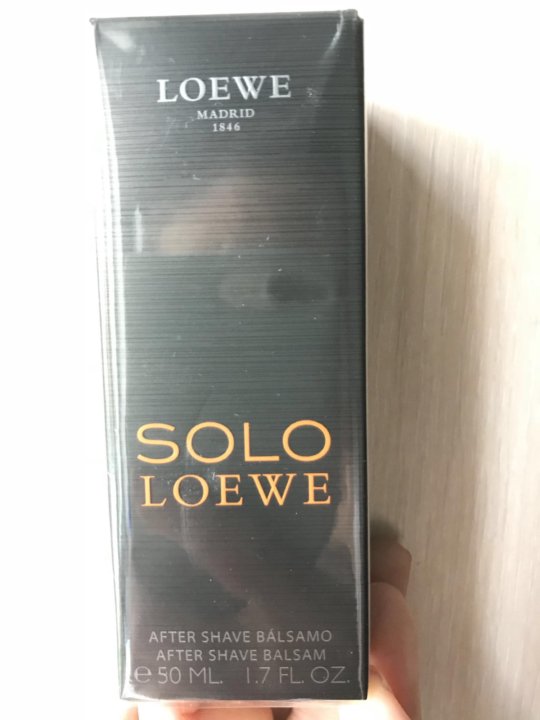 LOEWE
MADRID
1846
SOLO
LOEWE
AFTER SHAVE BÁLSAMO
AFTER SHAVE BALSAM
℮ 50 ML. 1.7 FL. OZ.